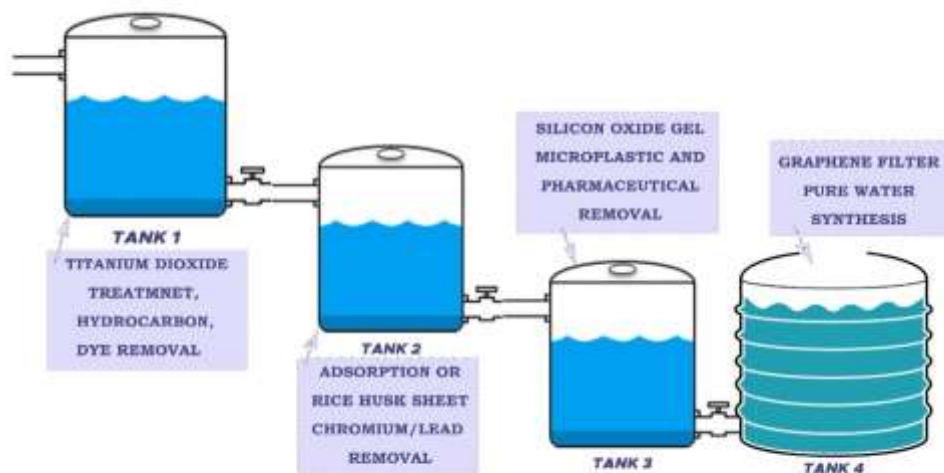 TANK 1
TITANIUM DIOXIDE
TREATMNET,
HYDROCARBON,
DYE REMOVAL
TANK 2
ADSORPTION OR
RICE HUSK SHEET
CHROMIUM/LEAD
REMOVAL
SILICON OXIDE GEL
MICROPLASTIC AND
PHARMACEUTICAL
REMOVAL
TANK 3
GRAPHENE FILTER
PURE WATER
SYNTHESIS
TANK 4